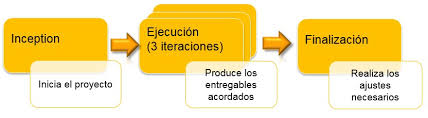 Inception
Inicia el proyecto
Ejecución
(3 iteraciones)
Produce los
entregables
acordados
Finalización
Realiza los
ajustes
necesarios